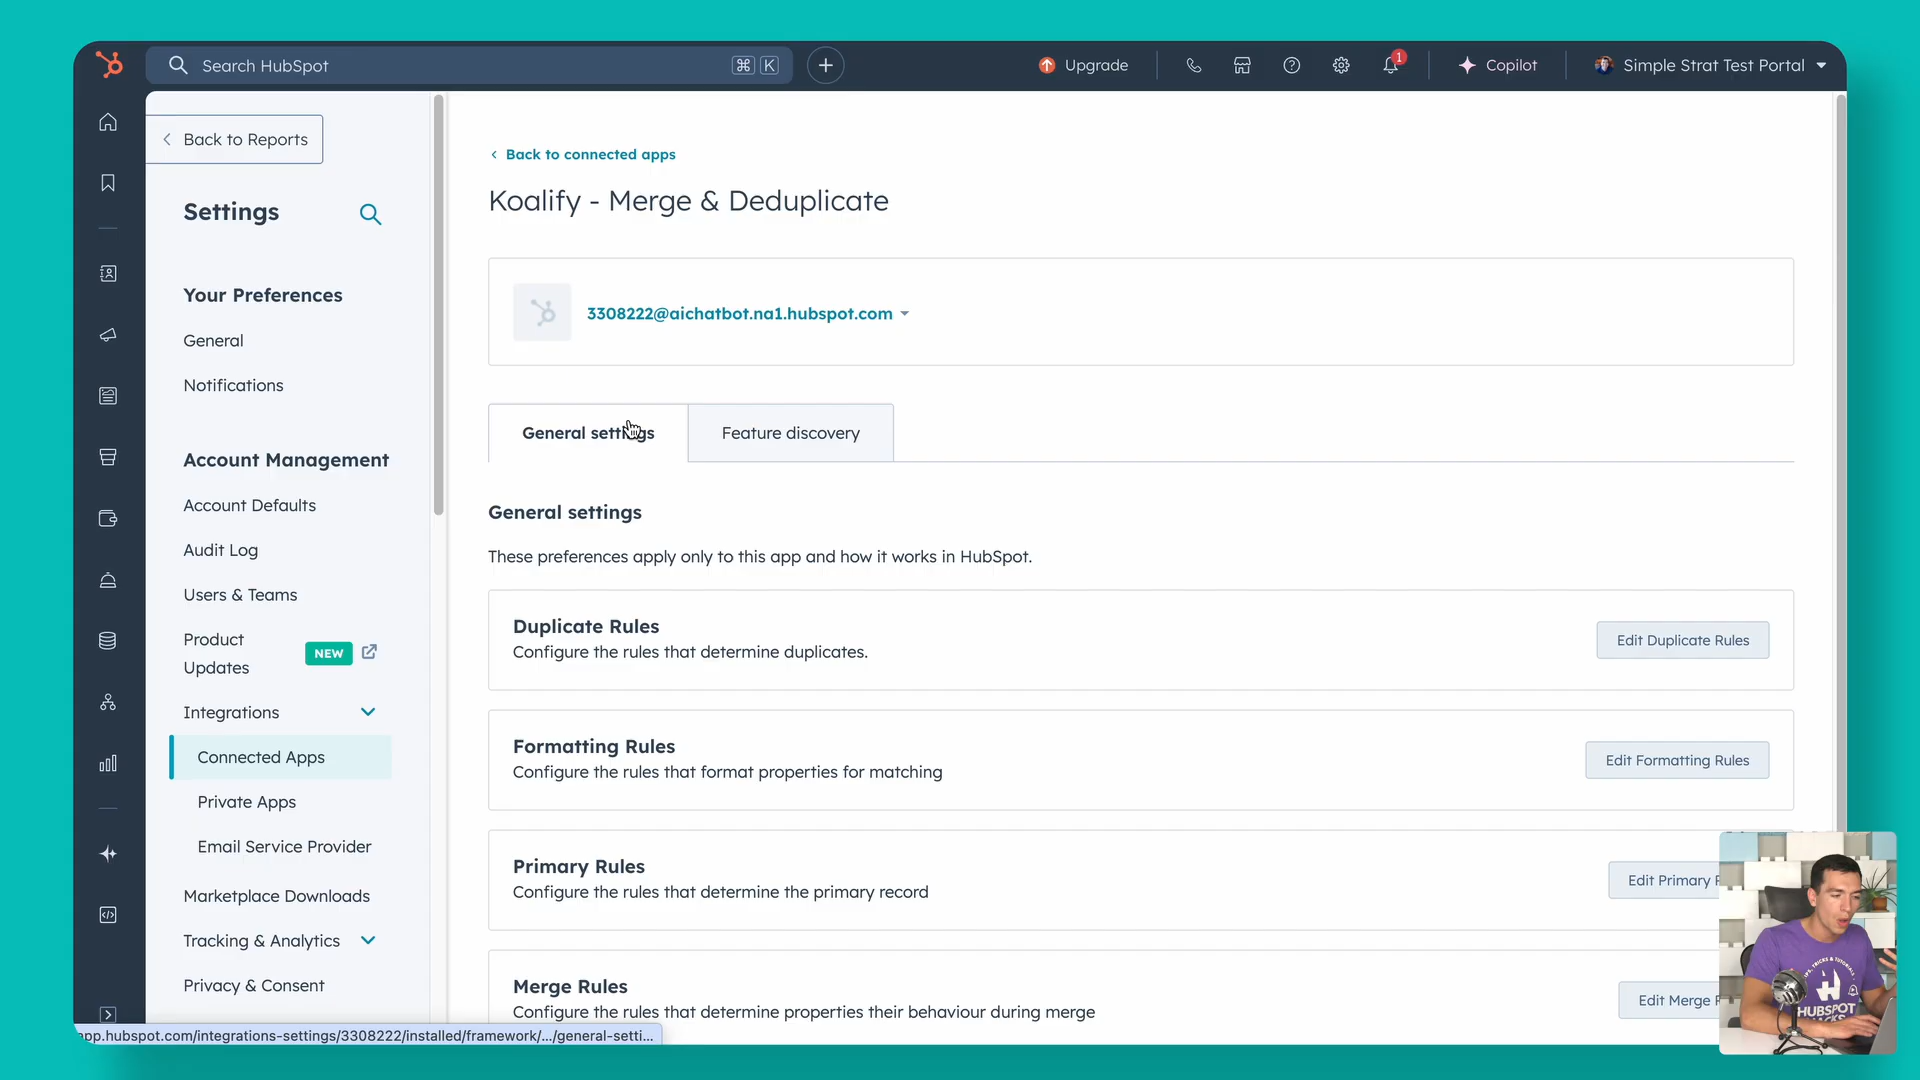 Search HubSpot
⌘ K
Upgrade
1
Copilot
Simple Strat Test Portal
Back to Reports
Settings
Your Preferences
General
Notifications
Account Management
Account Defaults
Audit Log
Users & Teams
Product
Updates
NEW
Integrations
Connected Apps
Private Apps
Email Service Provider
Marketplace Downloads
Tracking & Analytics
Privacy & Consent
Back to connected apps
Koalify - Merge & Deduplicate
3308222@aichatbot.na1.hubspot.com
General settings
Feature discovery
General settings
These preferences apply only to this app and how it works in HubSpot.
Duplicate Rules
Configure the rules that determine duplicates.
Edit Duplicate Rules
Formatting Rules
Configure the rules that format properties for matching
Edit Formatting Rules
Primary Rules
Configure the rules that determine the primary record
Edit Primary
Merge Rules
Configure the rules that determine properties their behaviour during merge
Edit Merge
app.hubspot.com/integrations-settings/3308222/installed/framework/.../general-setti...
HUBSPOT